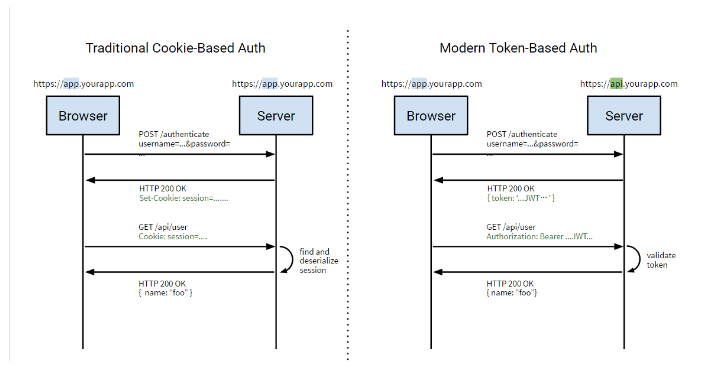 Traditional Cookie-Based Auth
https://app.yourapp.com
https://app.yourapp.com
Browser
Server
POST /authenticate
username=...&password=
...
HTTP 200 OK
Set-Cookie: session=.......
GET /api/user
Cookie: session=....
find and
deserialize
session
HTTP 200 OK
{ name: "foo" }
Modern Token-Based Auth
https://app.yourapp.com
https://api.yourapp.com
Browser
Server
POST /authenticate
username=...&password=
...
HTTP 200 OK
{ token: '...JWT...' }
GET /api/user
Authorization: Bearer ....JWT...
validate
token
HTTP 200 OK
{ name: "foo"}